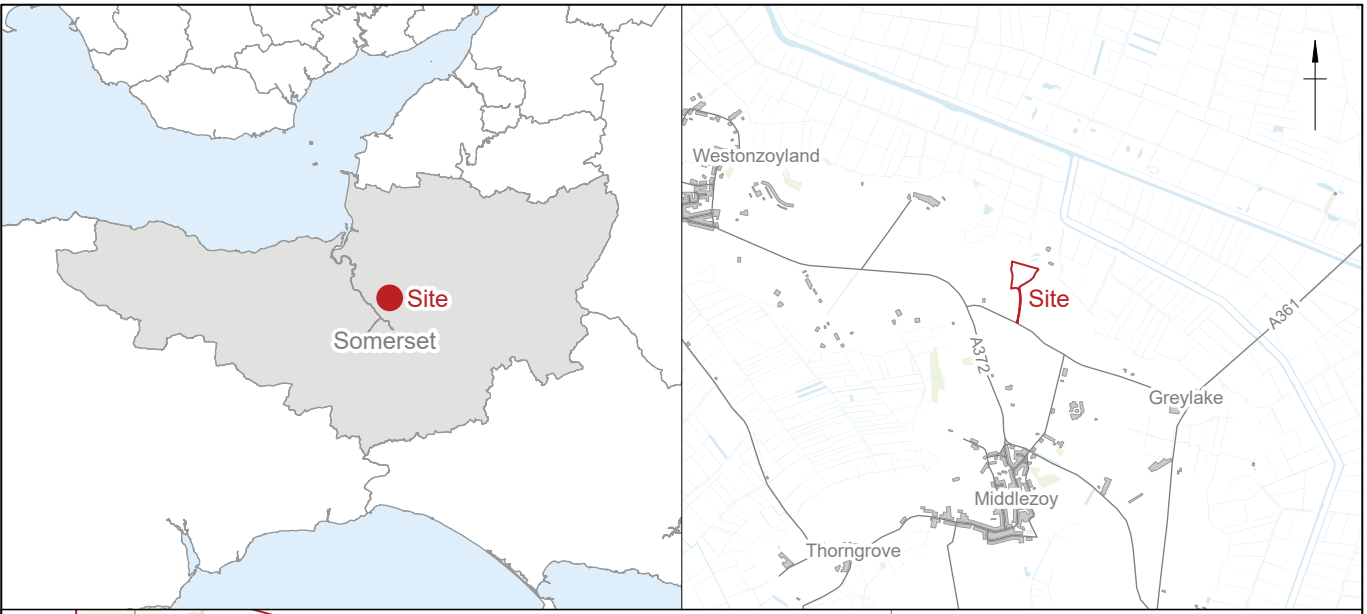 Site
Somerset
Westonzoyland
Site
A361
A372
Greylake
Middlezoy
Thorngrove